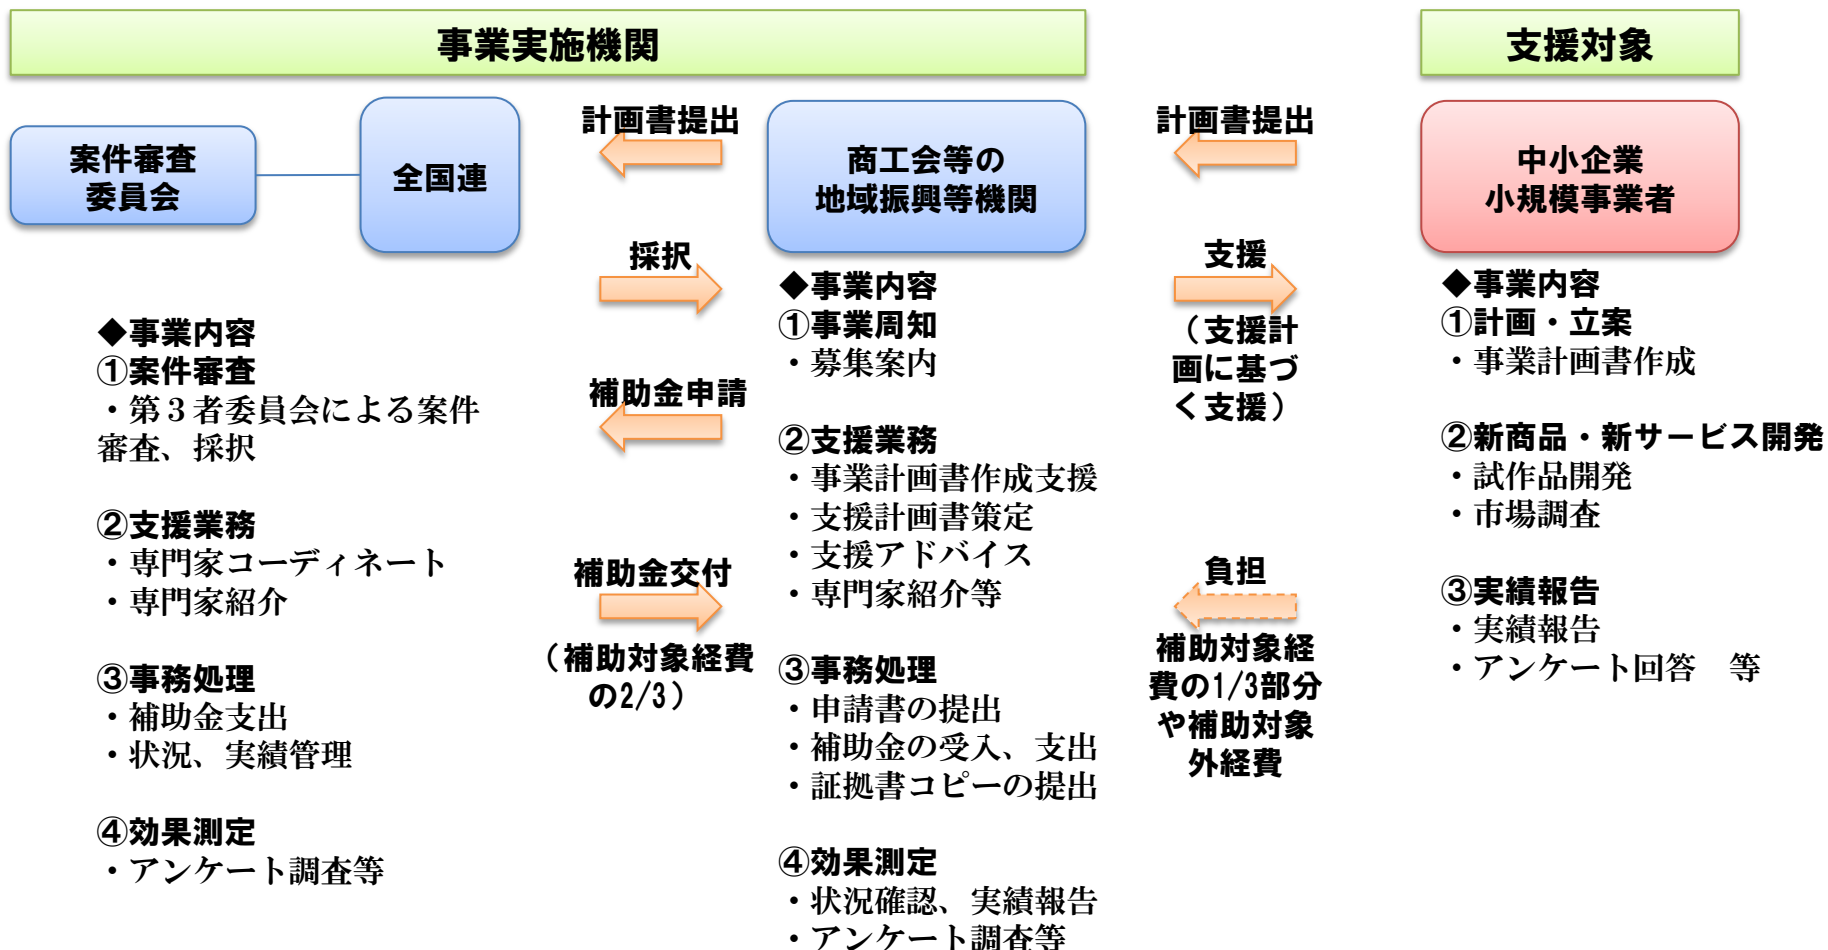 事業実施機関
支援対象
案件審査
委員会
全国連
計画書提出
採択
補助金申請
補助金交付
（補助対象経費
の2/3）
商工会等の
地域振興等機関
計画書提出
支援
（支援計
画に基づ
く支援）
負担
補助対象経
費の1/3部分
や補助対象
外経費
中小企業
小規模事業者
◆事業内容
①案件審査
・第３者委員会による案件
審査、採択
②支援業務
・専門家コーディネート
・専門家紹介
③事務処理
・補助金支出
・状況、実績管理
④効果測定
・アンケート調査等
◆事業内容
①事業周知
・募集案内
②支援業務
・事業計画書作成支援
・支援計画書策定
・支援アドバイス
・専門家紹介等
③事務処理
・申請書の提出
・補助金の受入、支出
・証拠書コピーの提出
④効果測定
・状況確認、実績報告
・アンケート調査等
◆事業内容
①計画・立案
・事業計画書作成
②新商品・新サービス開発
・試作品開発
・市場調査
③実績報告
・実績報告
・アンケート回答　等